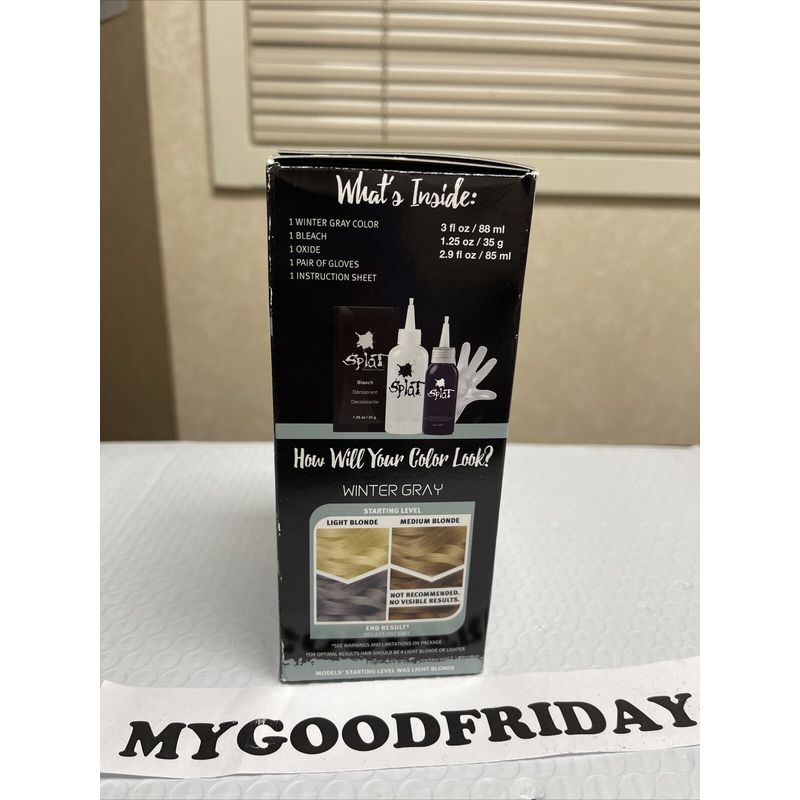 What's Inside:
1 WINTER GRAY COLOR 3 fl oz / 88 ml
1 BLEACH 1.25 oz / 35 g
1 OXIDE 2.9 fl oz / 85 ml
1 PAIR OF GLOVES
1 INSTRUCTION SHEET
Splat
Bleach
Décolorant
Decolorante
1.25 oz / 35 g
Splat
Splat
How Will Your Color Look?
WINTER GRAY
STARTING LEVEL
LIGHT BLONDE MEDIUM BLONDE
NOT RECOMMENDED.
NO VISIBLE RESULTS.
END RESULT*
RESULTS MAY VARY
*SEE WARNINGS AND LIMITATIONS ON PACKAGE
FOR OPTIMAL RESULTS HAIR SHOULD BE A LIGHT BLONDE OR LIGHTER
MODELS' STARTING LEVEL WAS LIGHT BLONDE
MYGOODFRIDAY